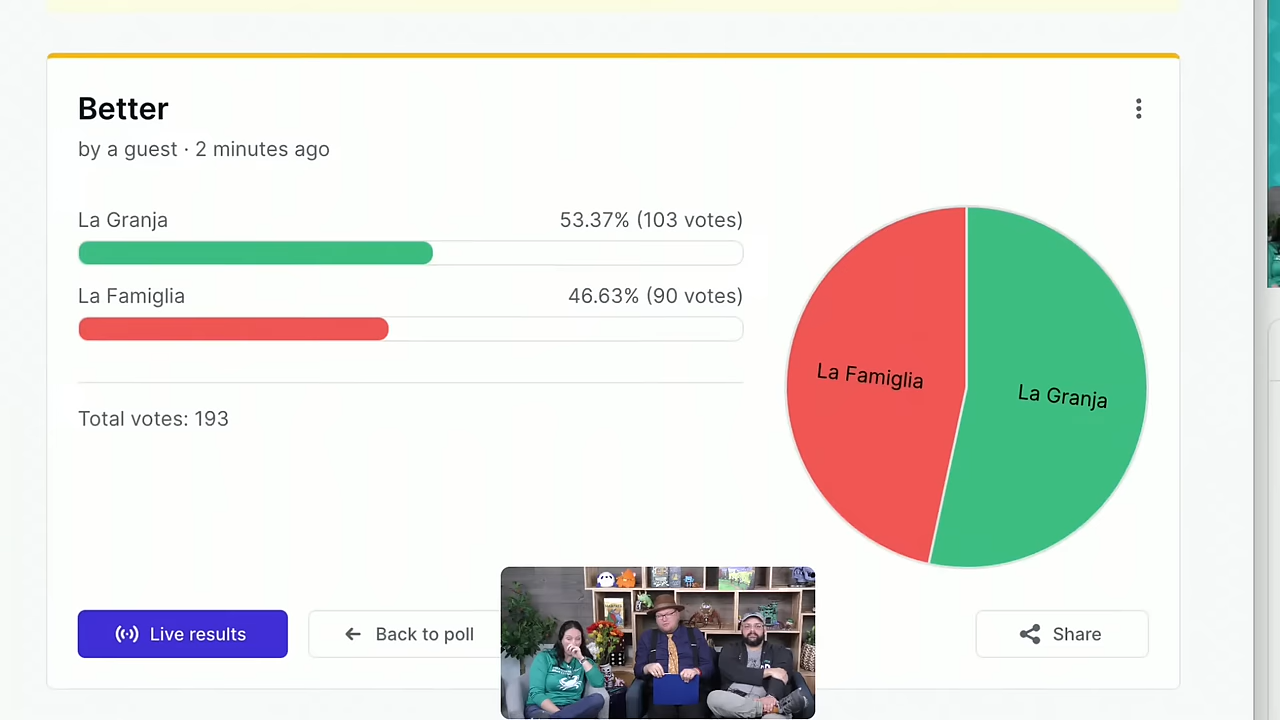 Better
by a guest · 2 minutes ago
La Granja 53.37% (103 votes)
La Famiglia 46.63% (90 votes)
Total votes: 193
La Famiglia
La Granja
Live results
Back to poll
Share